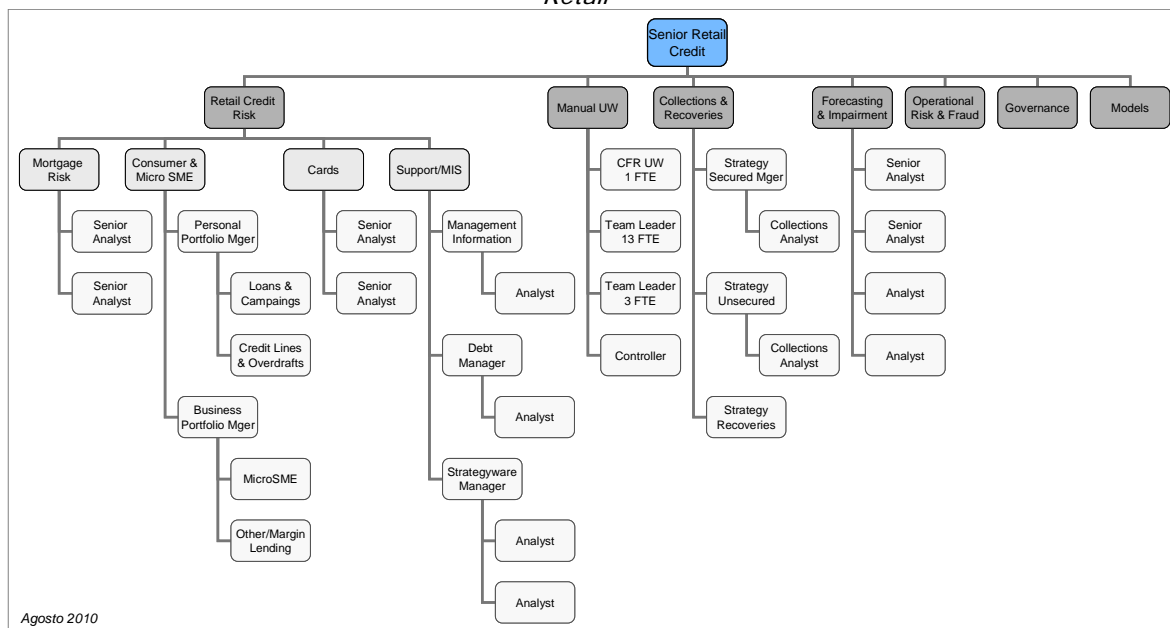 Retail
Senior Retail
Credit
Retail Credit
Risk
Manual UW
Collections &
Recoveries
Forecasting
& Impairment
Operational
Risk & Fraud
Governance
Models
Mortgage
Risk
Consumer &
Micro SME
Cards
Support/MIS
CFR UW
1 FTE
Strategy
Secured Mger
Senior
Analyst
Senior
Analyst
Personal
Portfolio Mger
Senior
Analyst
Management
Information
Team Leader
13 FTE
Collections
Analyst
Senior
Analyst
Senior
Analyst
Loans &
Campaings
Senior
Analyst
Analyst
Team Leader
3 FTE
Strategy
Unsecured
Analyst
Credit Lines
& Overdrafts
Debt
Manager
Controller
Collections
Analyst
Analyst
Business
Portfolio Mger
Analyst
Strategy
Recoveries
MicroSME
Strategyware
Manager
Other/Margin
Lending
Analyst
Analyst
Agosto 2010